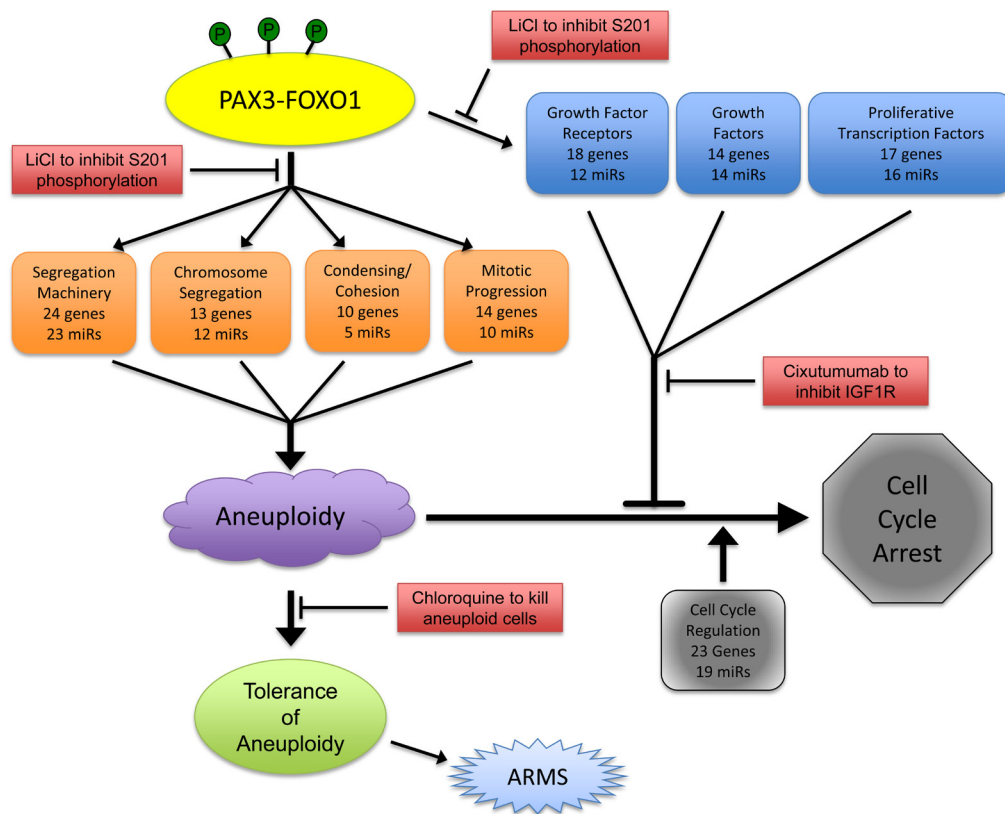 P
P
P
PAX3-FOXO1
LiCl to inhibit S201
phosphorylation
Growth Factor
Receptors
18 genes
12 miRs
Growth
Factors
14 genes
14 miRs
Proliferative
Transcription Factors
17 genes
16 miRs
LiCl to inhibit S201
phosphorylation
Segregation
Machinery
24 genes
23 miRs
Chromosome
Segregation
13 genes
12 miRs
Condensing/
Cohesion
10 genes
5 miRs
Mitotic
Progression
14 genes
10 miRs
Cixutumumab to
inhibit IGF1R
Aneuploidy
Cell
Cycle
Arrest
Chloroquine to kill
aneuploid cells
Cell Cycle
Regulation
23 Genes
19 miRs
Tolerance
of
Aneuploidy
ARMS